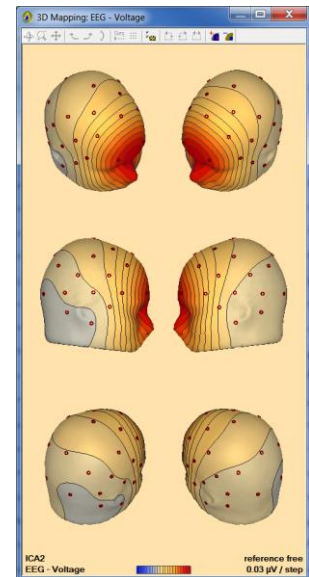 3D Mapping: EEG - Voltage
ICA2
EEG - Voltage
reference free
0.03 µV / step